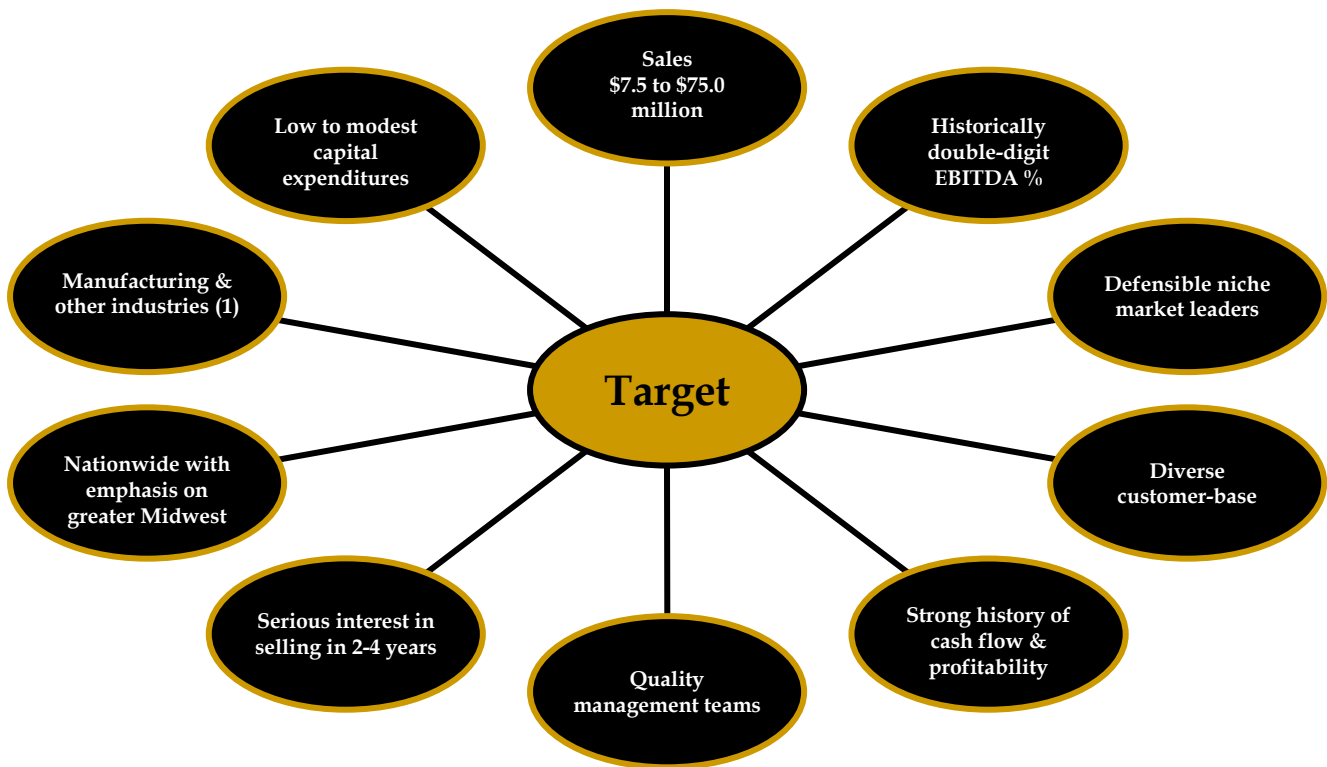 Sales
$7.5 to $75.0
million
Historically
double-digit
EBITDA %
Defensible niche
market leaders
Diverse
customer-base
Strong history of
cash flow &
profitability
Quality
management teams
Serious interest in
selling in 2-4 years
Nationwide with
emphasis on
greater Midwest
Manufacturing &
other industries (1)
Low to modest
capital
expenditures
Target